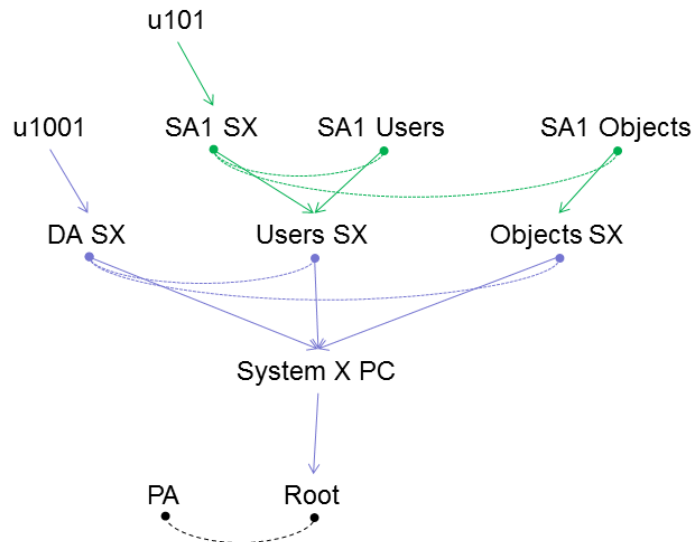 u101
u1001
SA1 SX
SA1 Users
SA1 Objects
DA SX
Users SX
Objects SX
System X PC
PA
Root